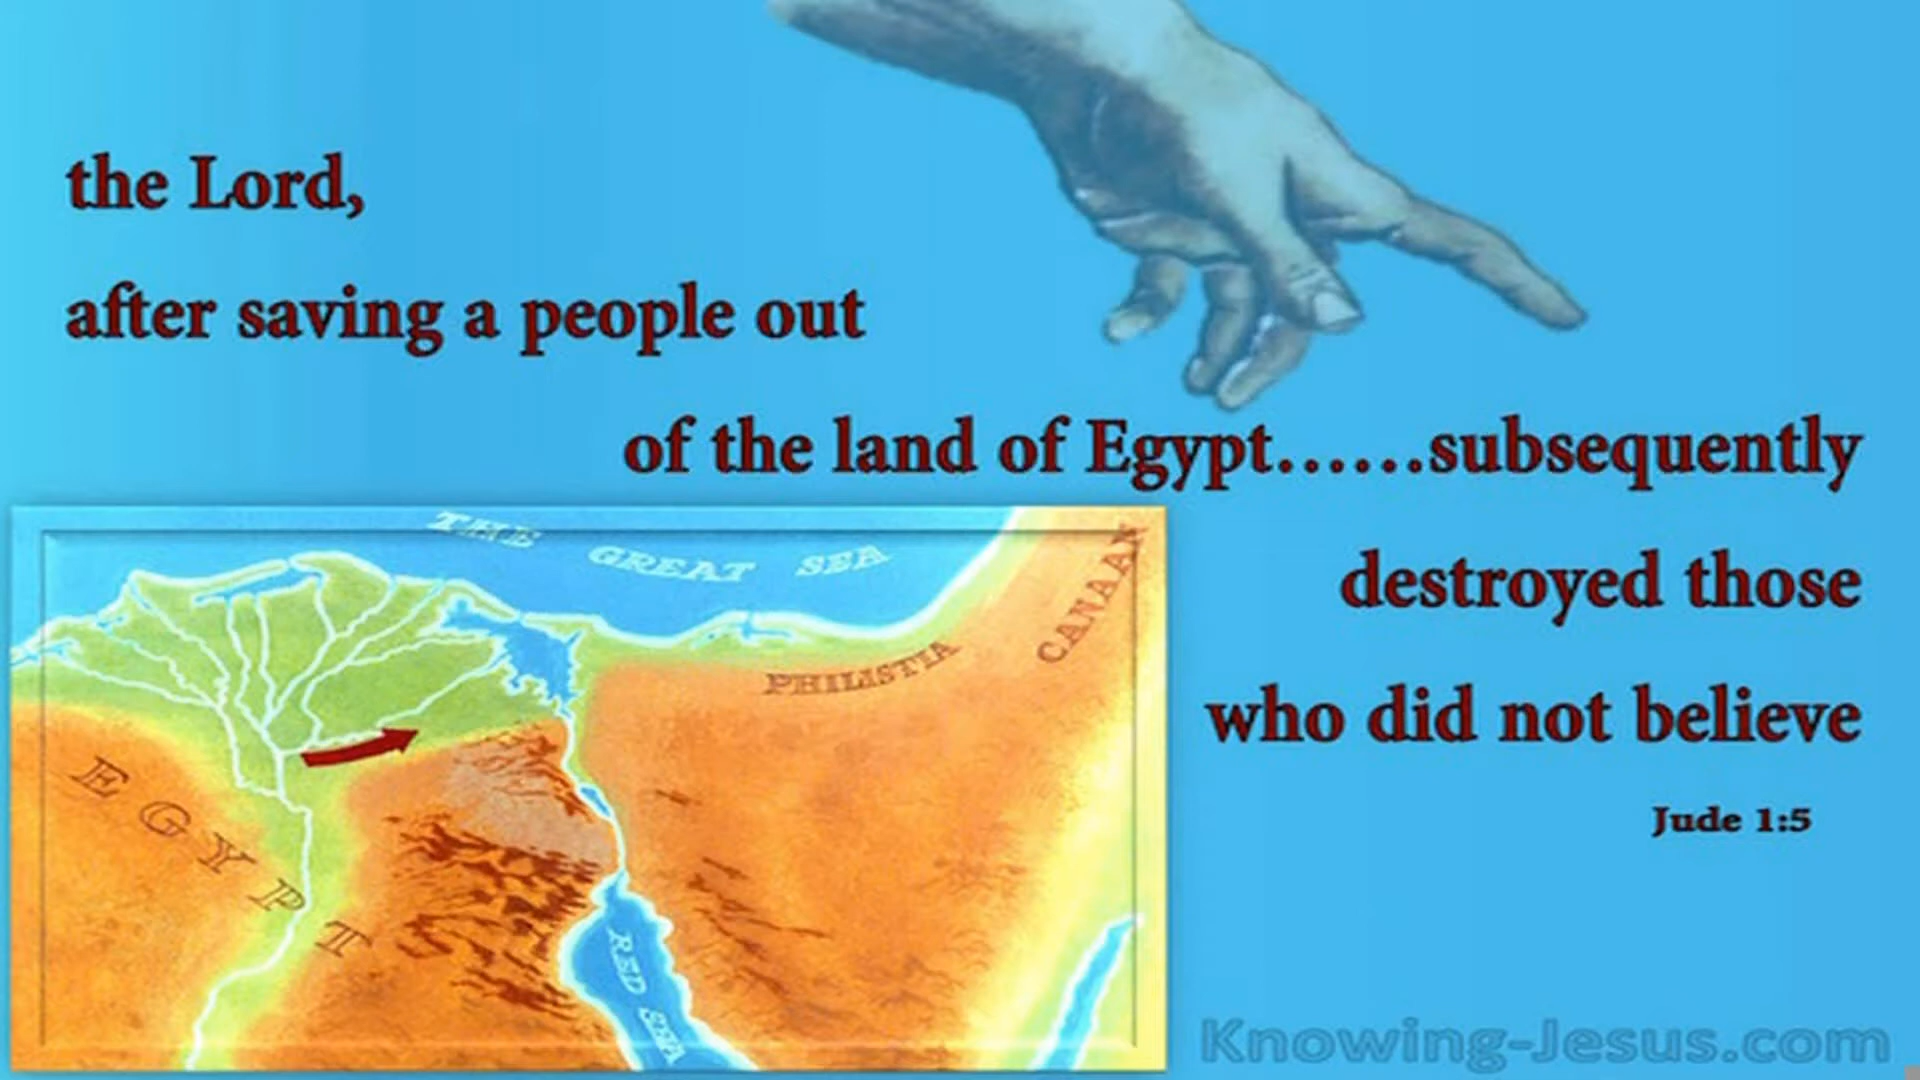 the Lord,
after saving a people out
of the land of Egypt......subsequently
destroyed those
who did not believe
Jude 1:5
THE GREAT SEA
CANAAN
PHILISTIA
EGYPT
RED SEA
Knowing-Jesus.com